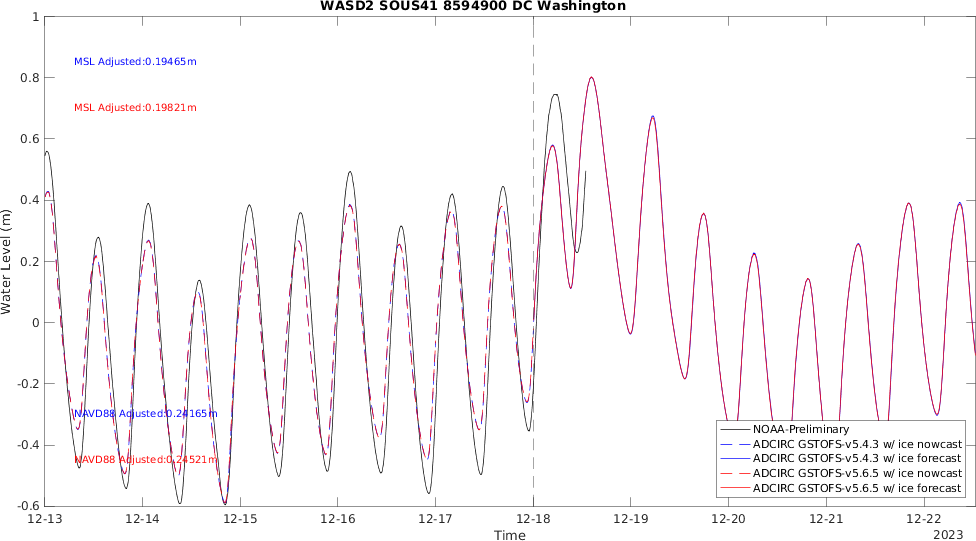 WASD2 SOUS41 8594900 DC Washington
1
0.8
0.6
0.4
0.2
0
-0.2
-0.4
-0.6
Water Level (m)
MSL Adjusted:0.19465m
MSL Adjusted:0.19821m
NAVD88 Adjusted:0.24165m
NAVD88 Adjusted:0.24521m
NOAA-Preliminary
ADCIRC GSTOFS-v5.4.3 w/ ice nowcast
ADCIRC GSTOFS-v5.4.3 w/ ice forecast
ADCIRC GSTOFS-v5.6.5 w/ ice nowcast
ADCIRC GSTOFS-v5.6.5 w/ ice forecast
12-13 12-14 12-15 12-16 12-17 12-18 12-19 12-20 12-21 12-22
Time
2023